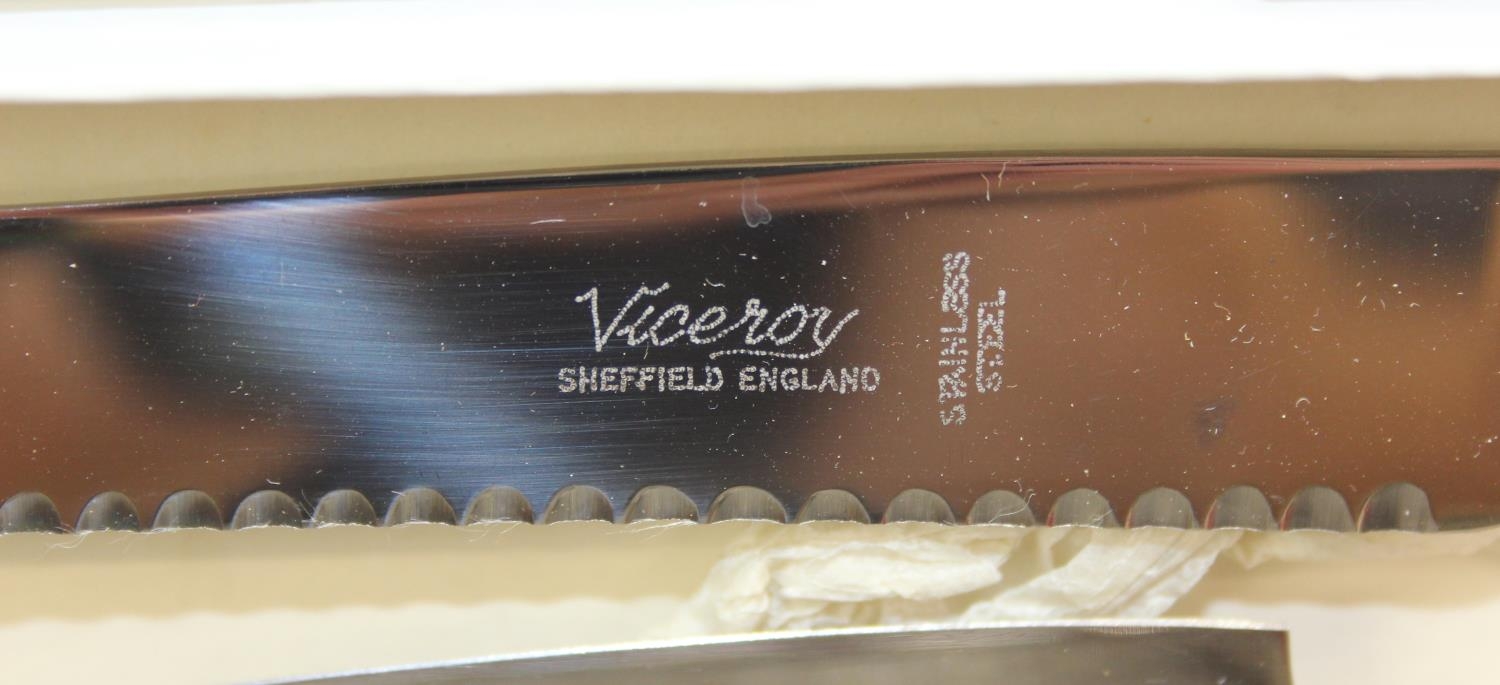 Viceroy
SHEFFIELD ENGLAND
STAINLESS
STEEL